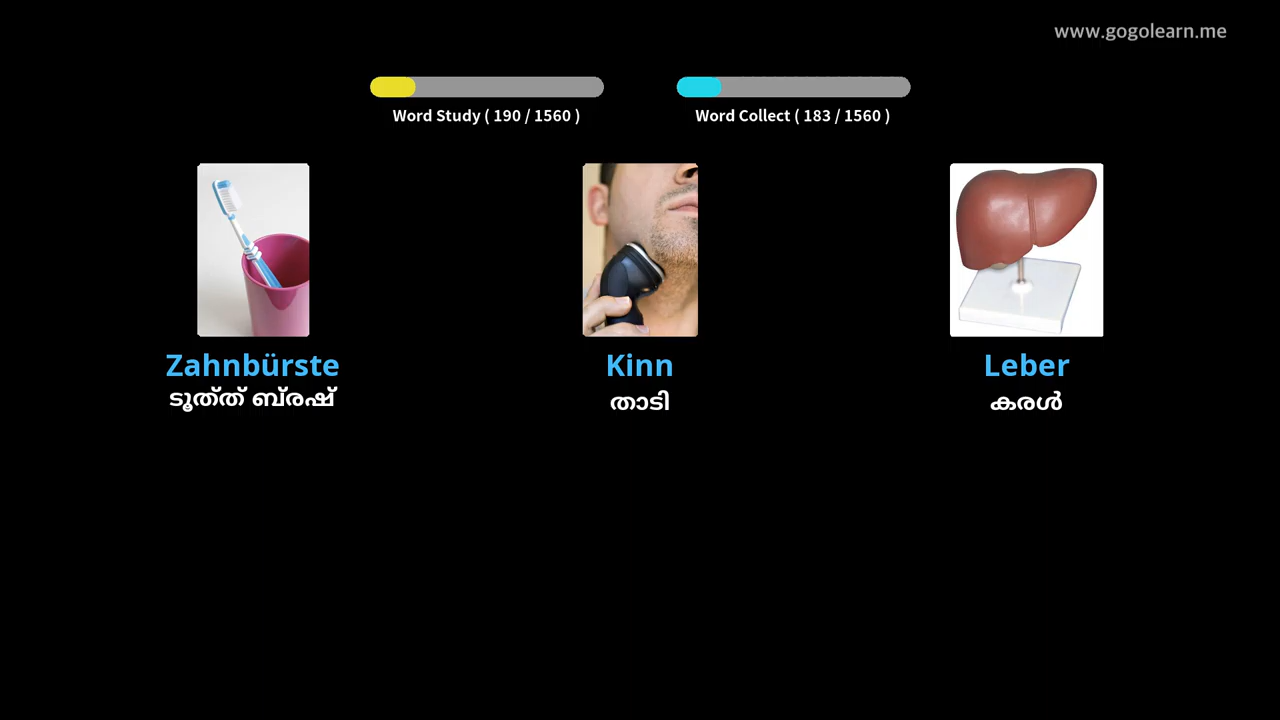 www.gogolearn.me
Word Study ( 190 / 1560 )
Word Collect ( 183 / 1560 )
Zahnbürste
ടൂത്ത് ബ്രഷ്
Kinn
താടി
Leber
കരൾ